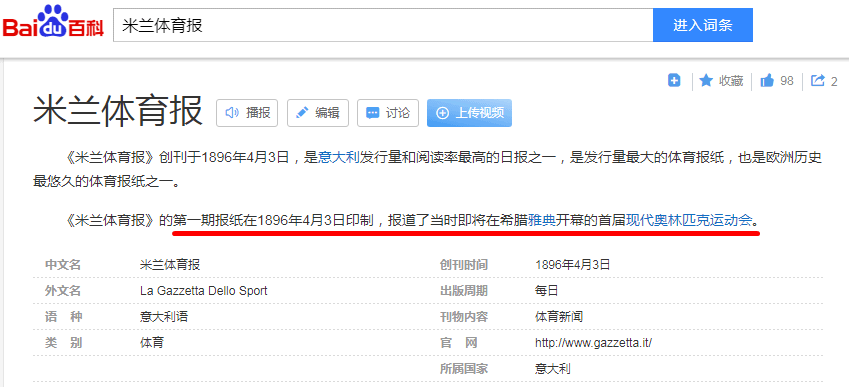 Bai du 百科 米兰体育报 进入词条
收藏 98 2
米兰体育报 播报 编辑 讨论 上传视频
《米兰体育报》创刊于1896年4月3日，是意大利发行量和阅读率最高的日报之一，是发行量最大的体育报纸，也是欧洲历史
最悠久的体育报纸之一。
《米兰体育报》的第一期报纸在1896年4月3日印制，报道了当时即将在希腊雅典开幕的首届现代奥林匹克运动会。
中文名 米兰体育报 创刊时间 1896年4月3日
外文名 La Gazzetta Dello Sport 出版周期 每日
语 种 意大利语 刊物内容 体育新闻
类 别 体育 官 网 http://www.gazzetta.it/
所属国家 意大利